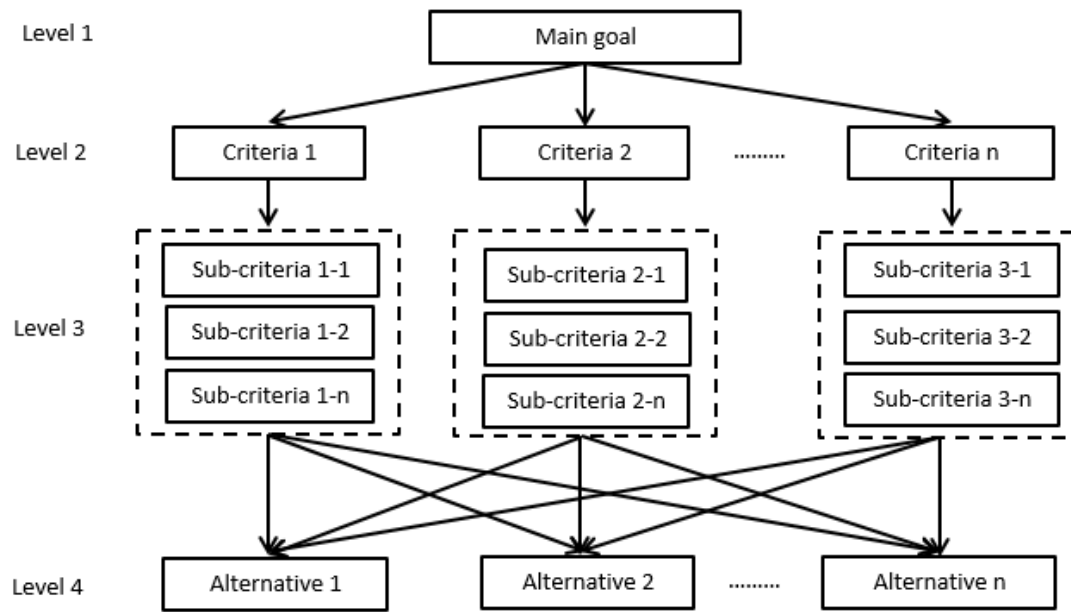 Level 1
Main goal
Level 2
Criteria 1
Criteria 2
.........
Criteria n
Level 3
Sub-criteria 1-1
Sub-criteria 1-2
Sub-criteria 1-n
Sub-criteria 2-1
Sub-criteria 2-2
Sub-criteria 2-n
Sub-criteria 3-1
Sub-criteria 3-2
Sub-criteria 3-n
Level 4
Alternative 1
Alternative 2
.........
Alternative n